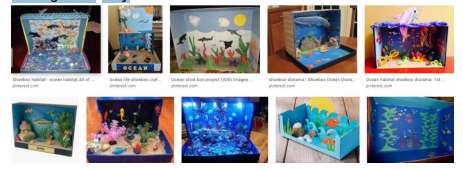 OCEAN
Shoebox habitat - ocean habitat All of ...
pinterest.com
ocean life shoebox craf...
pinterest.com
Ocean shoe box project (With images ...
pinterest.com
shoebox diorama | Shoebox Ocean Diora...
pinterest.com
Ocean habitat shoebox diorama. 1st ...
pinterest.com